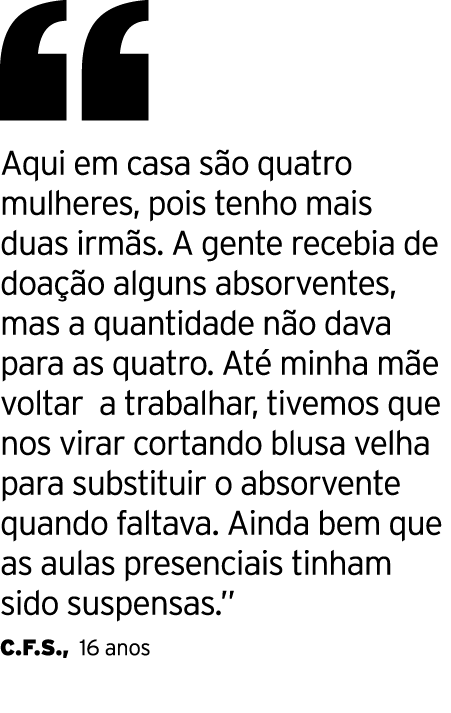 “
Aqui em casa são quatro
mulheres, pois tenho mais
duas irmãs. A gente recebia de
doação alguns absorventes,
mas a quantidade não dava
para as quatro. Até minha mãe
voltar  a trabalhar, tivemos que
nos virar cortando blusa velha
para substituir o absorvente
quando faltava. Ainda bem que
as aulas presenciais tinham
sido suspensas.”
C.F.S., 16 anos